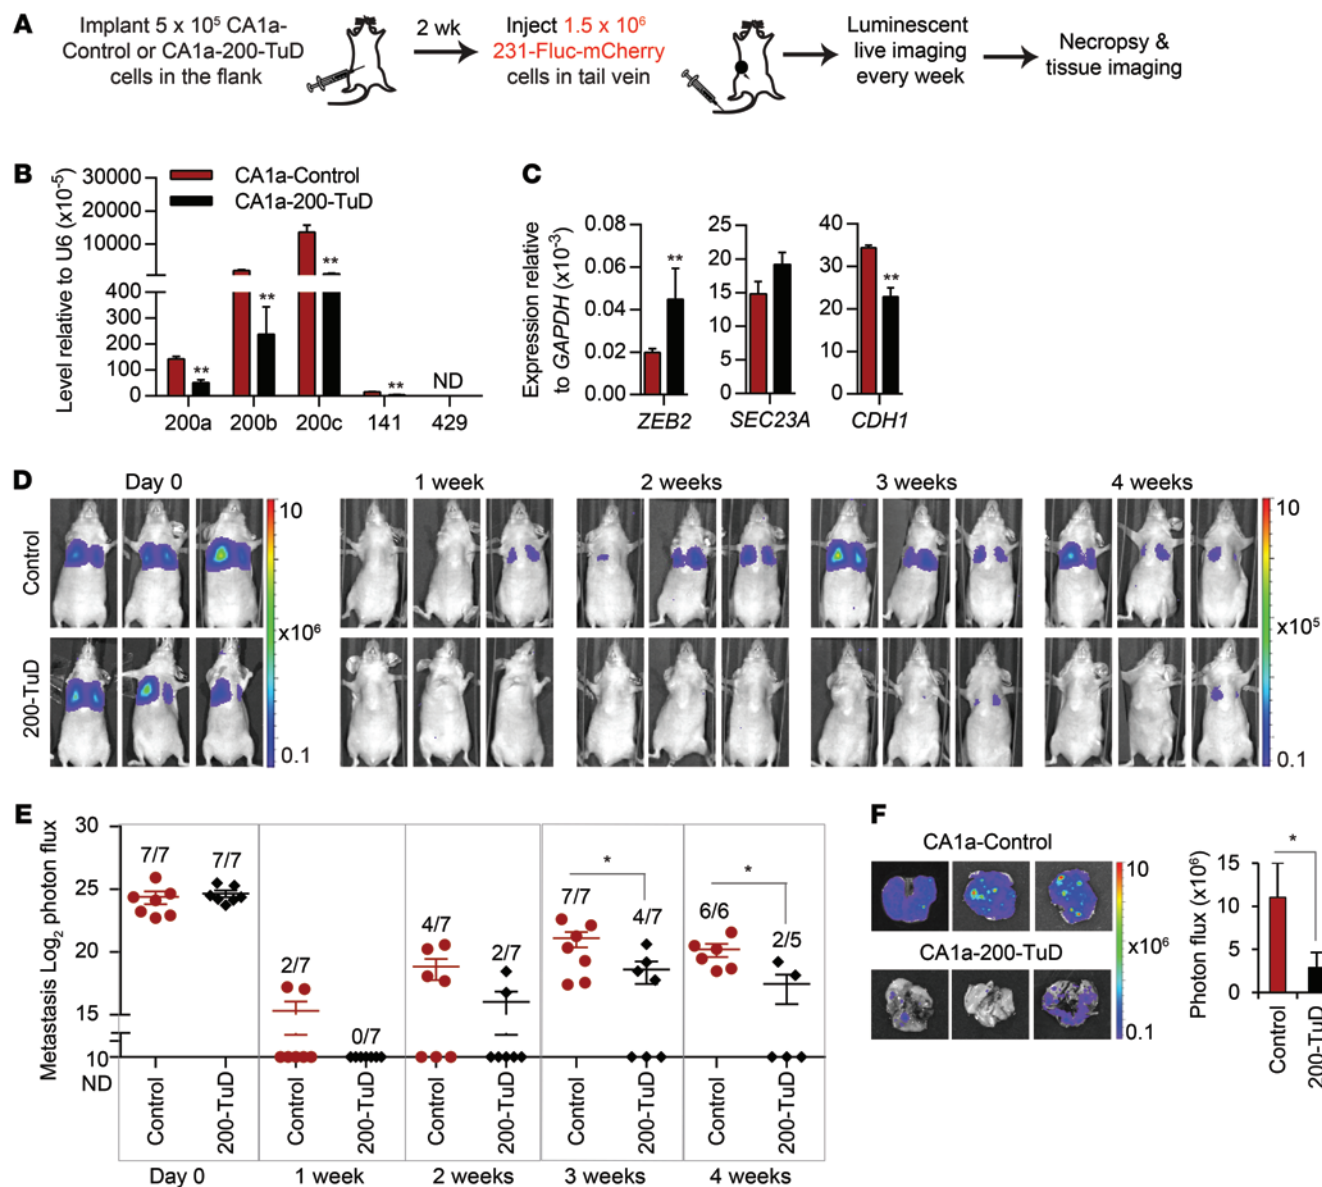 A
Implant 5 x 10⁵ CA1a-
Control or CA1a-200-TuD
cells in the flank
2 wk
Inject 1.5 x 10⁶
231-Fluc-mCherry
cells in tail vein
Luminescent
live imaging
every week
Necropsy &
tissue imaging
B
Level relative to U6 (x10⁻⁵)
30000
20000
10000
400
300
200
100
0
CA1a-Control
CA1a-200-TuD
**
**
**
**
ND
200a 200b 200c 141 429
C
Expression relative
to GAPDH (x10⁻³)
0.08
0.06
0.04
0.02
0.00
**
ZEB2
25
20
15
10
5
0
SEC23A
40
30
20
10
0
**
CDH1
D
Day 0 1 week 2 weeks 3 weeks 4 weeks
Control
200-TuD
10
x10⁶
0.1
10
x10⁵
0.1
E
Metastasis Log₂ photon flux
30
25
20
15
10
ND
7/7 7/7
2/7 0/7
4/7 2/7
7/7 * 4/7
6/6 * 2/5
Control 200-TuD Control 200-TuD Control 200-TuD Control 200-TuD Control 200-TuD
Day 0 1 week 2 weeks 3 weeks 4 weeks
F
CA1a-Control
CA1a-200-TuD
10
x10⁶
0.1
Photon flux (x10⁶)
15
10
5
0
*
Control
200-TuD